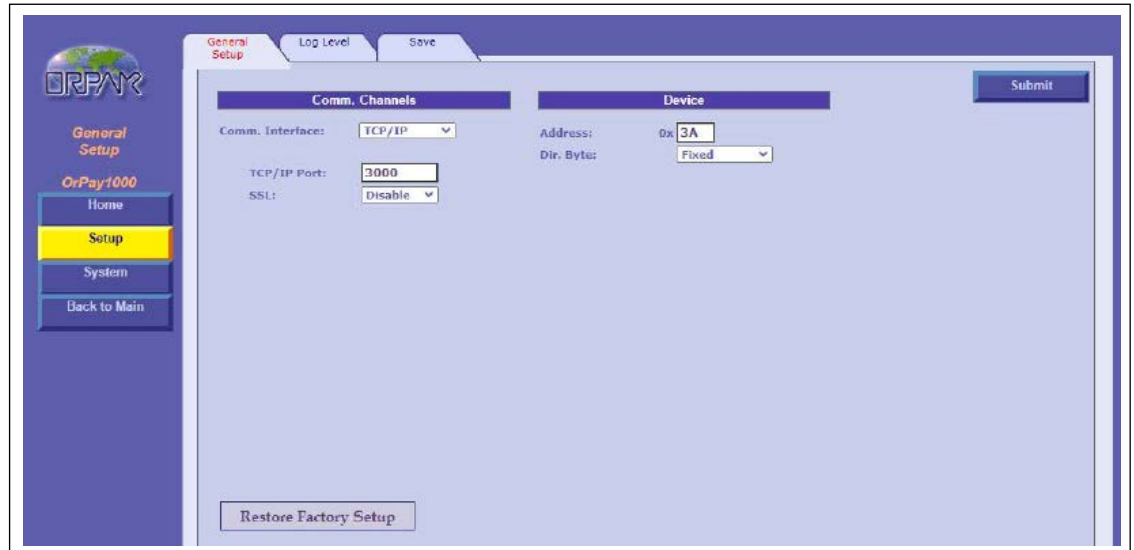 ORPAK
General
Setup
OrPay1000
Home
Setup
System
Back to Main
General
Setup
Log Level
Save
Submit
Comm. Channels
Comm. Interface: TCP/IP
TCP/IP Port: 3000
SSL: Disable
Device
Address: 0x 3A
Dir. Byte: Fixed
Restore Factory Setup